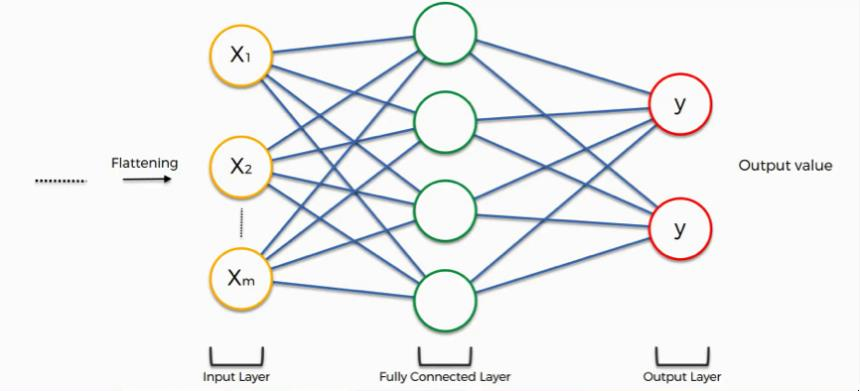 Flattening
X1
X2
Xm
y
y
Output value
Input Layer
Fully Connected Layer
Output Layer